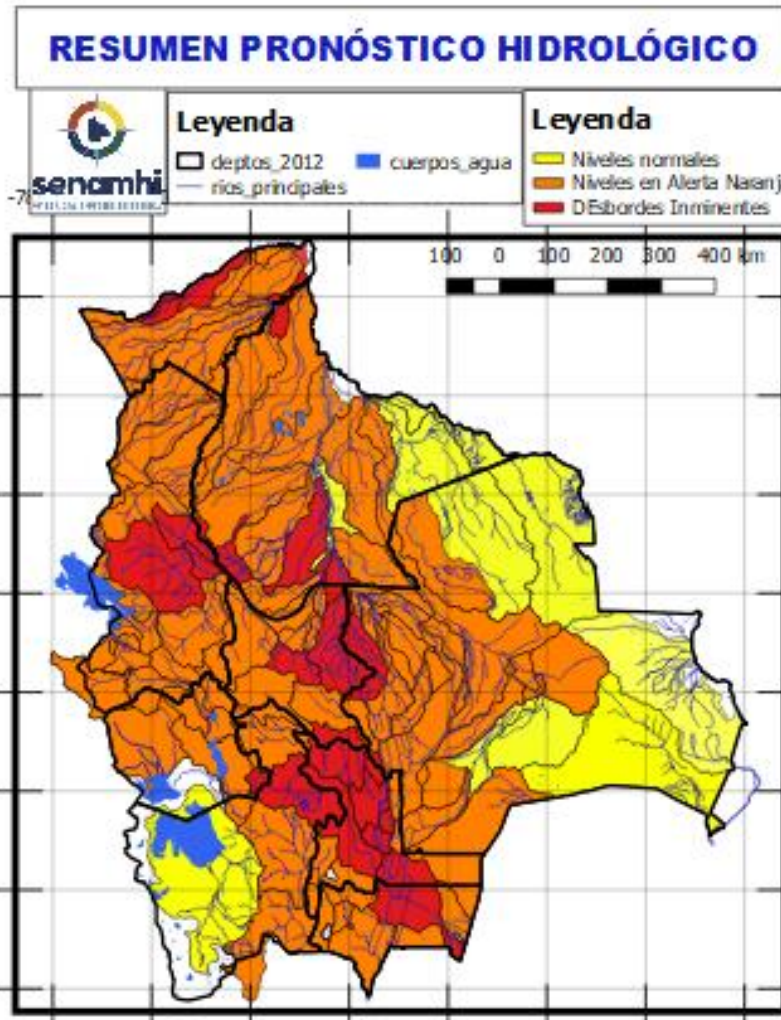 RESUMEN PRONÓSTICO HIDROLÓGICO
senamhi
Leyenda
deptos_2012
cuerpos_agua
rios_principales
Leyenda
Niveles normales
Niveles en Alerta Naranj
DEsbordes Inminentes
100 0 100 200 300 400 km